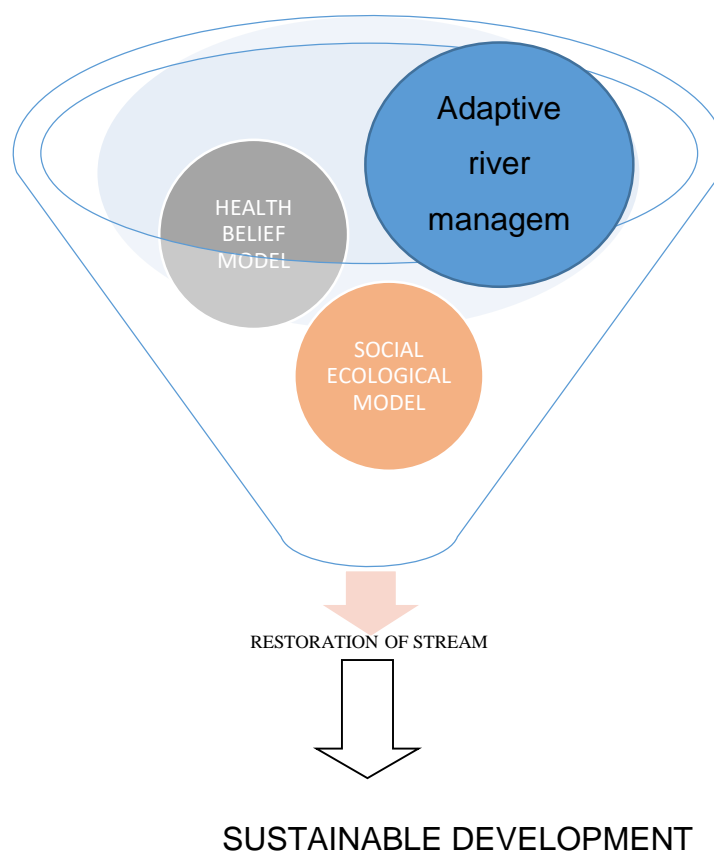 Adaptive
river
managem
HEALTH
BELIEF
MODEL
SOCIAL
ECOLOGICAL
MODEL
RESTORATION OF STREAM
SUSTAINABLE DEVELOPMENT